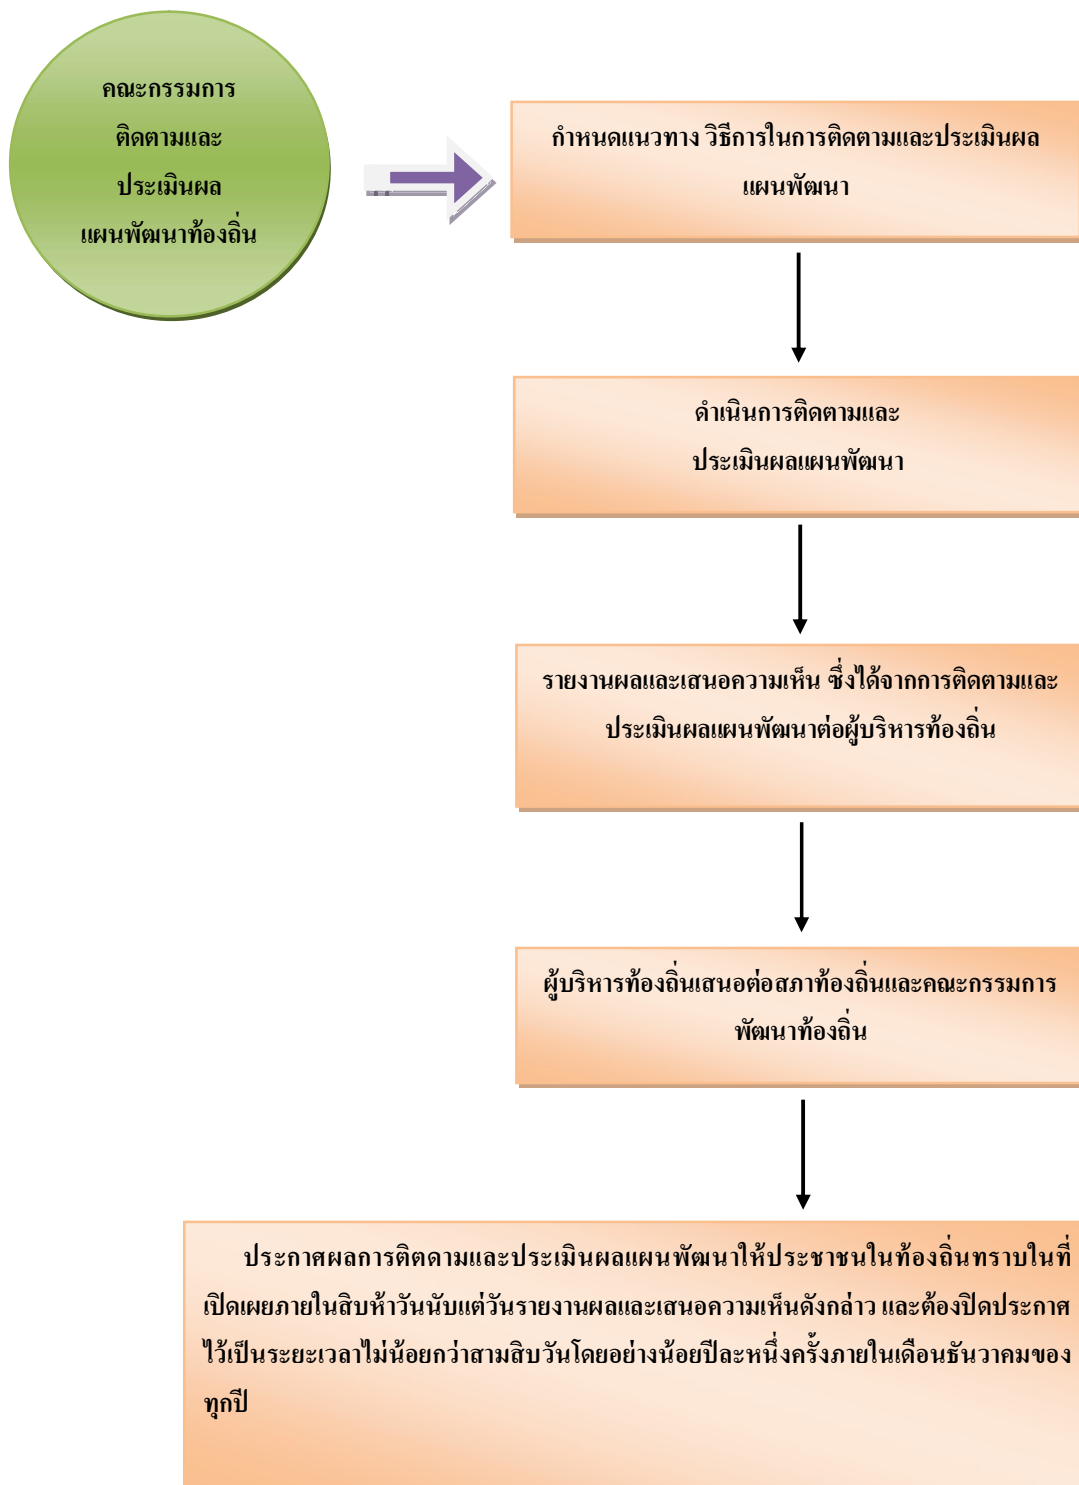 คณะกรรมการ
ติดตามและ
ประเมินผล
แผนพัฒนาท้องถิ่น
กำหนดแนวทาง วิธีการในการติดตามและประเมินผล
แผนพัฒนา
ดำเนินการติดตามและ
ประเมินผลแผนพัฒนา
รายงานผลและเสนอความเห็น ซึ่งได้จากการติดตามและ
ประเมินผลแผนพัฒนาต่อผู้บริหารท้องถิ่น
ผู้บริหารท้องถิ่นเสนอต่อสภาท้องถิ่นและคณะกรรมการ
พัฒนาท้องถิ่น
ประกาศผลการติตดามและประเมินผลแผนพัฒนาให้ประชาชนในท้องถิ่นทราบในที่
เปิดเผยภายในสิบห้าวันนับแต่วันรายงานผลและเสนอความเห็นดังกล่าว และต้องปิดประกาศ
ไว้เป็นระยะเวลาไม่น้อยกว่าสามสิบวันโดยอย่างน้อยปีละหนึ่งครั้งภายในเดือนธันวาคมของ
ทุกปี